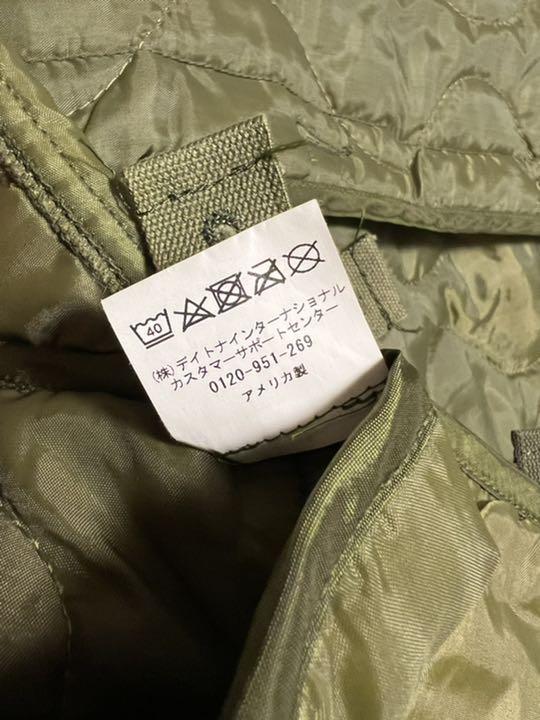 40
(株)デイトナインターナショナル
カスタマーサポートセンター
0120-951-269
アメリカ製